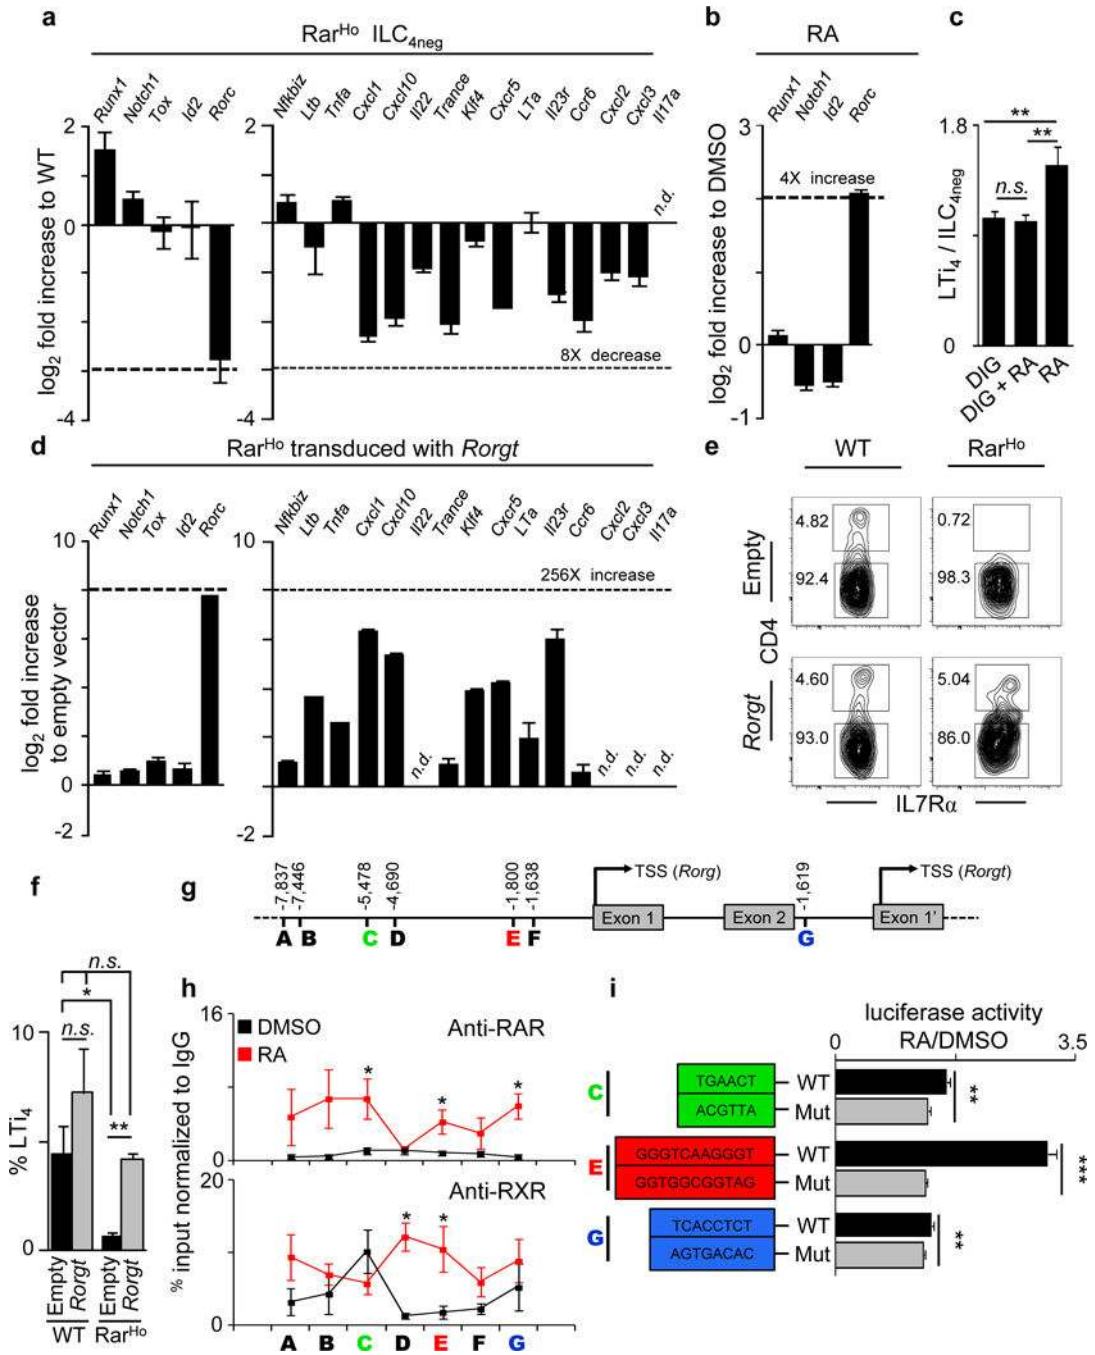 a
Rar^Ho ILC_4neg
Runx1 Notch1 Tox Id2 Rorc
Nfkbiz Ltb Tnfa Cxcl1 Cxcl10 Il22 Trance Klf4 Cxcr5 LTa Il23r Ccr6 Cxcl2 Cxcl3 Il17a
log2 fold increase to WT
2
0
-4
2
0
-4
n.d.
8X decrease
b
RA
Runx1 Notch1 Id2 Rorc
log2 fold increase to DMSO
3
0
-1
4X increase
c
LTi4 / ILC4neg
1.8
0
**
**
n.s.
DIG
DIG + RA
RA
d
Rar^Ho transduced with Rorgt
Runx1 Notch1 Tox Id2 Rorc
Nfkbiz Ltb Tnfa Cxcl1 Cxcl10 Il22 Trance Klf4 Cxcr5 LTa Il23r Ccr6 Cxcl2 Cxcl3 Il17a
log2 fold increase
to empty vector
10
0
-2
10
0
-2
256X increase
n.d. n.d. n.d. n.d.
e
WT Rar^Ho
Empty
4.82 0.72
92.4 98.3
CD4
Rorgt
4.60 5.04
93.0 86.0
IL7Rα
f
n.s.
*
n.s.
**
% LTi4
10
0
Empty Rorgt Empty Rorgt
WT Rar^Ho
g
-7,837 -7,446 -5,478 -4,690 -1,800 -1,638 -1,619
TSS (Rorg) TSS (Rorgt)
Exon 1 Exon 2 Exon 1'
A B C D E F G
h
% input normalized to IgG
16
0
DMSO
RA
Anti-RAR
* * *
20
0
Anti-RXR
* *
A B C D E F G
i
luciferase activity
RA/DMSO
0 3.5
C
TGAACT WT
ACGTTA Mut
**
E
GGGTCAAGGGT WT
GGTGGCGGTAG Mut
***
G
TCACCTCT WT
AGTGACAC Mut
**